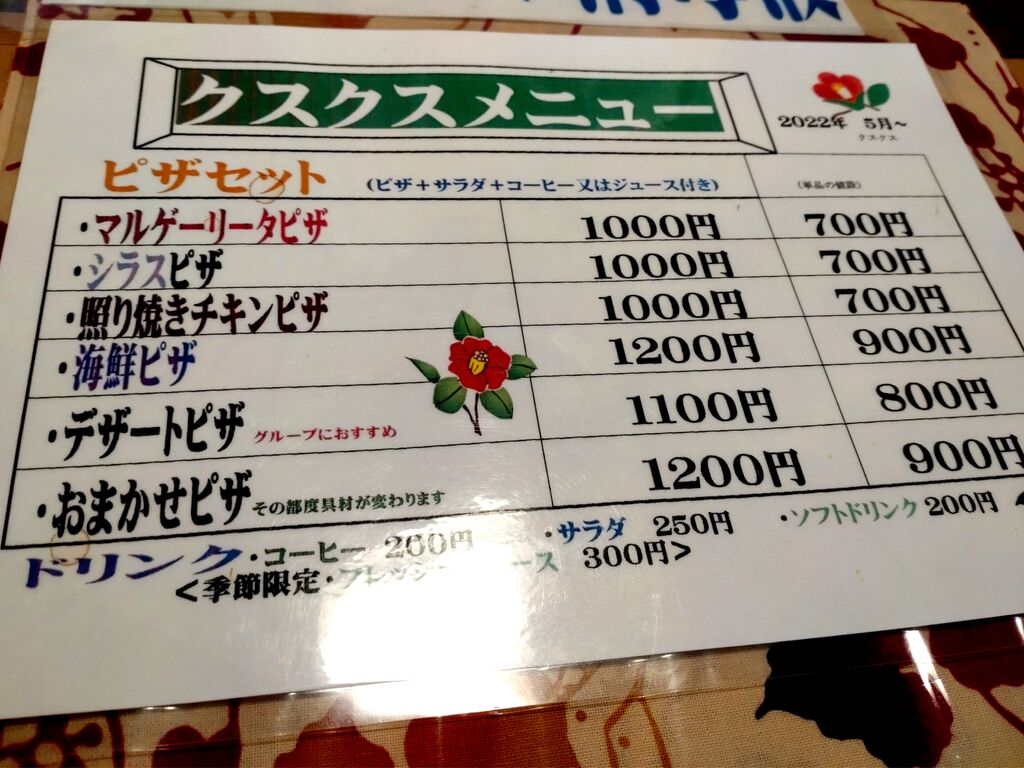 クスクスメニュー
2022年 5月~
クスクス
ピザセット (ピザ+サラダ+コーヒー又はジュース付き) (単品の値段)
・マルゲーリータピザ 1000円 700円
・シラスピザ 1000円 700円
・照り焼きチキンピザ 1000円 700円
・海鮮ピザ 1200円 900円
・デザートピザ グループにおすすめ 1100円 800円
・おまかせピザ その都度具材が変わります 1200円 900円
ドリンク・コーヒー 200円 ・サラダ 250円 ・ソフトドリンク 200円
<季節限定・フレッシュジュース 300円>